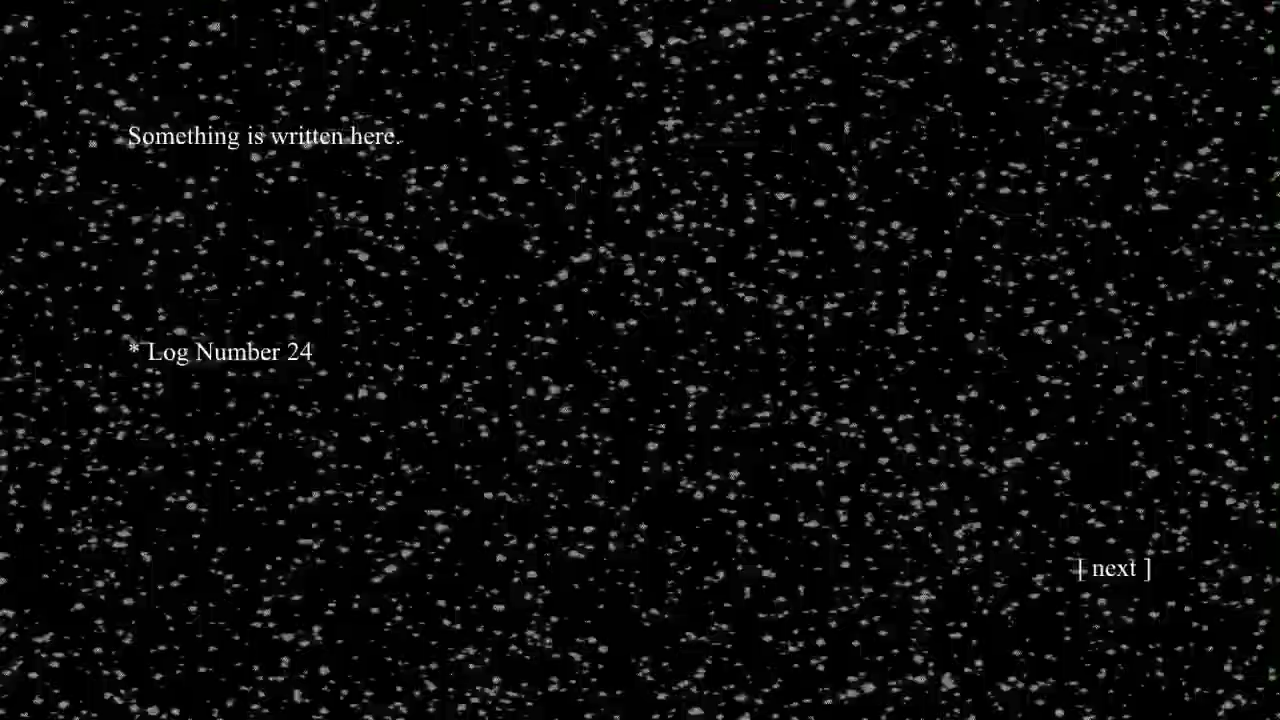 Something is written here.
* Log Number 24
[ next ]